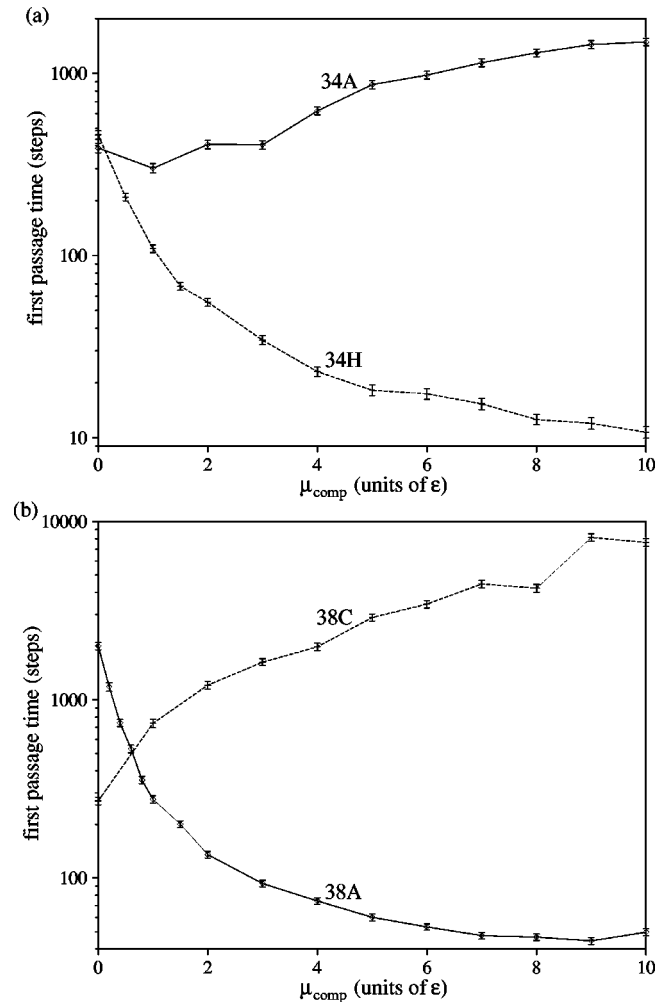 (a)
1000
100
10
first passage time (steps)
34A
34H
0 2 4 6 8 10
μcomp (units of ε)
(b)
10000
1000
100
first passage time (steps)
38C
38A
0 2 4 6 8 10
μcomp (units of ε)